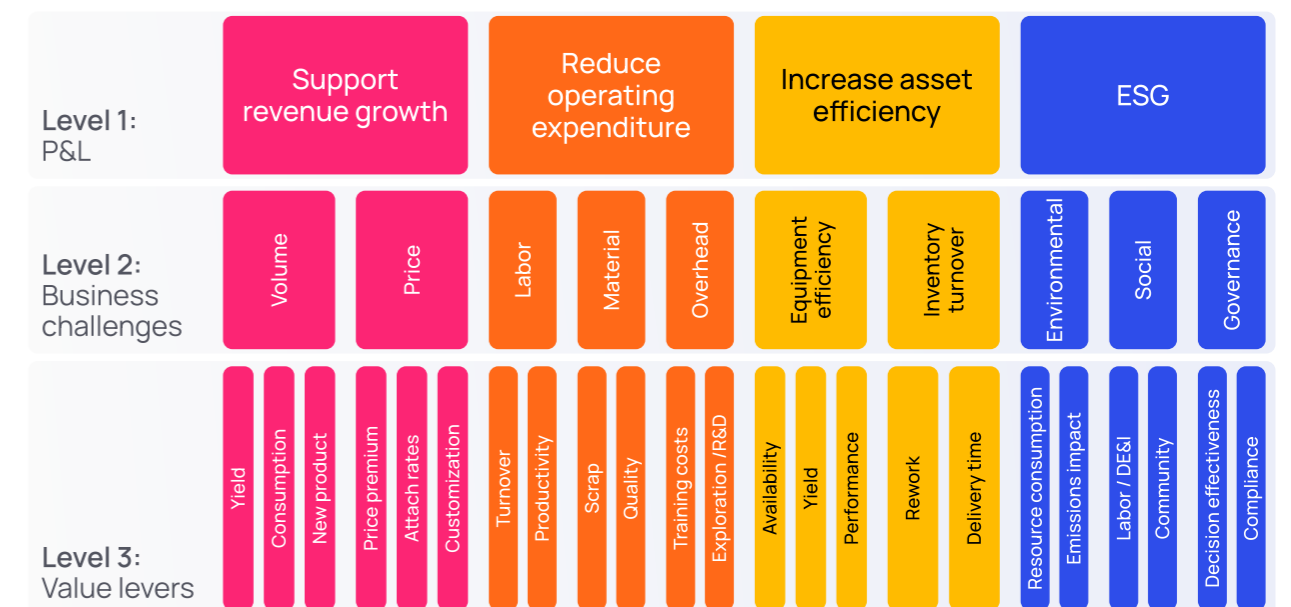 Level 1:
P&L
Support
revenue growth
Reduce
operating
expenditure
Increase asset
efficiency
ESG
Level 2:
Business
challenges
Volume
Price
Labor
Material
Overhead
Equipment
efficiency
Inventory
turnover
Environmental
Social
Governance
Level 3:
Value levers
Yield
Consumption
New product
Price premium
Attach rates
Customization
Turnover
Productivity
Scrap
Quality
Training costs
Exploration /R&D
Availability
Yield
Performance
Rework
Delivery time
Resource consumption
Emissions impact
Labor / DE&I
Community
Decision effectiveness
Compliance